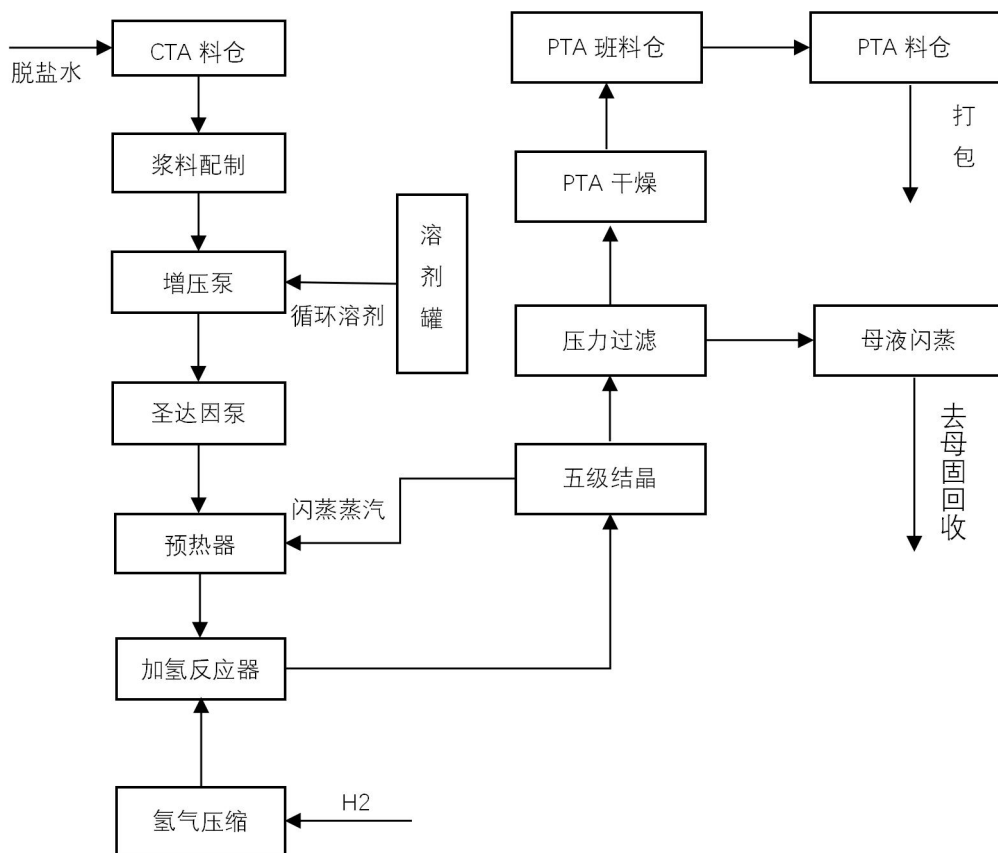 CTA 料仓
脱盐水
浆料配制
增压泵
循环溶剂
溶
剂
罐
圣达因泵
闪蒸蒸汽
预热器
加氢反应器
H2
氢气压缩
PTA 班料仓
PTA 料仓
打
包
PTA 干燥
压力过滤
母液闪蒸
去
母
固
回
收
五级结晶